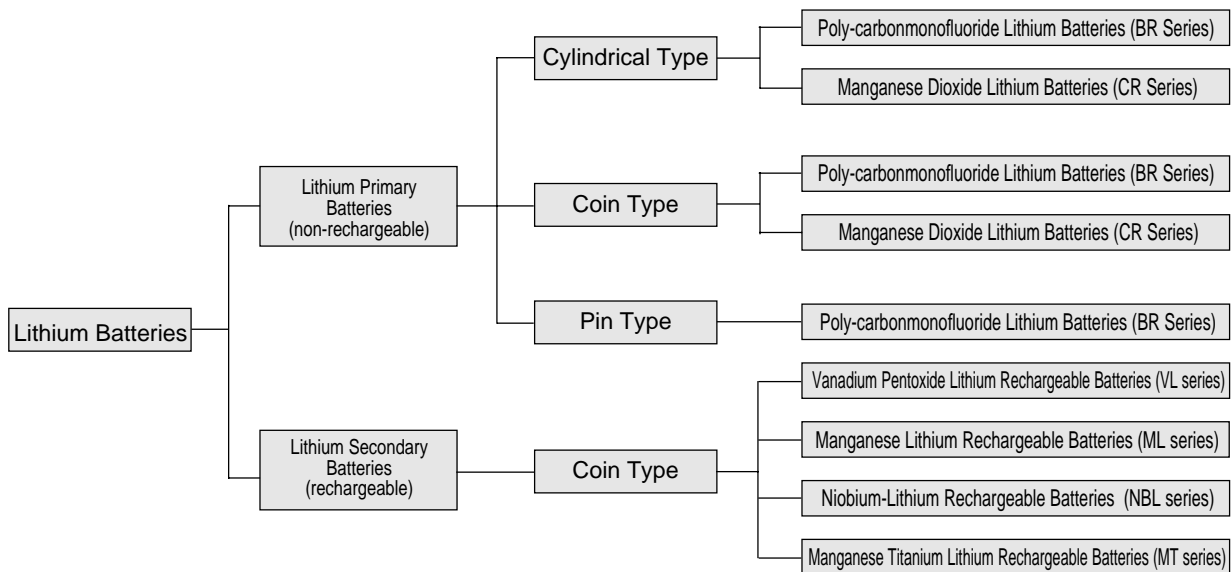 Lithium Batteries
Lithium Primary
Batteries
(non-rechargeable)
Cylindrical Type
Poly-carbonmonofluoride Lithium Batteries (BR Series)
Manganese Dioxide Lithium Batteries (CR Series)
Coin Type
Poly-carbonmonofluoride Lithium Batteries (BR Series)
Manganese Dioxide Lithium Batteries (CR Series)
Pin Type
Poly-carbonmonofluoride Lithium Batteries (BR Series)
Lithium Secondary
Batteries
(rechargeable)
Coin Type
Vanadium Pentoxide Lithium Rechargeable Batteries (VL series)
Manganese Lithium Rechargeable Batteries (ML series)
Niobium-Lithium Rechargeable Batteries (NBL series)
Manganese Titanium Lithium Rechargeable Batteries (MT series)